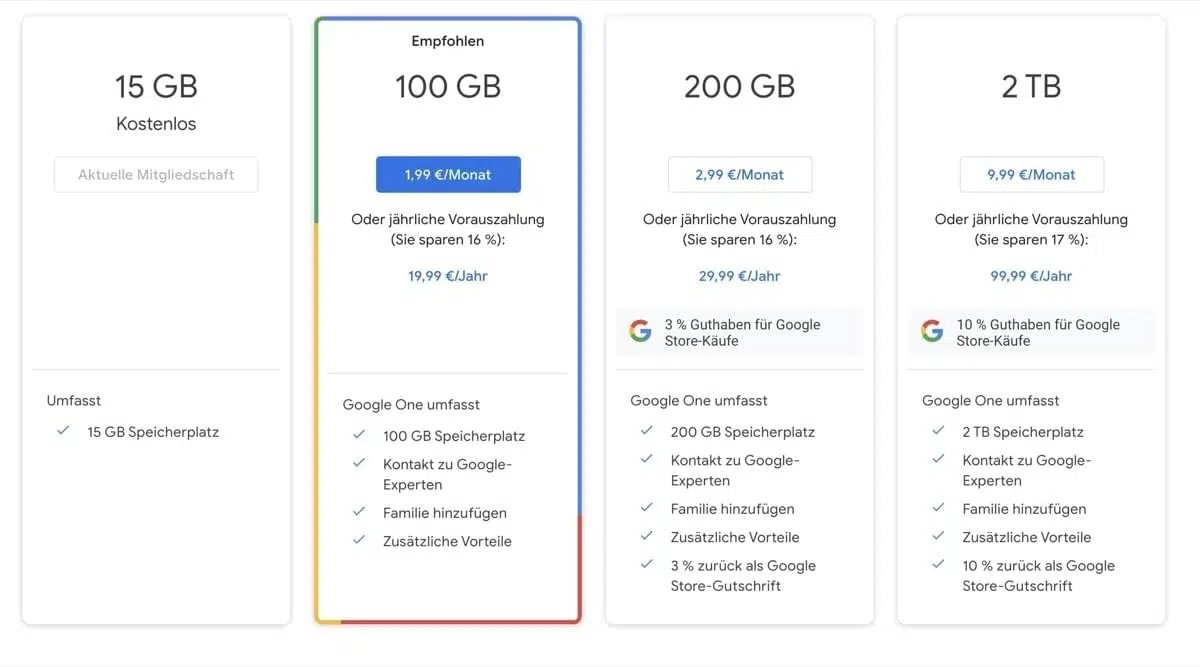 15 GB
Kostenlos
Aktuelle Mitgliedschaft
Umfasst
15 GB Speicherplatz
Empfohlen
100 GB
1,99 €/Monat
Oder jährliche Vorauszahlung
(Sie sparen 16 %):
19,99 €/Jahr
Google One umfasst
100 GB Speicherplatz
Kontakt zu Google-
Experten
Familie hinzufügen
Zusätzliche Vorteile
200 GB
2,99 €/Monat
Oder jährliche Vorauszahlung
(Sie sparen 16 %):
29,99 €/Jahr
3 % Guthaben für Google
Store-Käufe
Google One umfasst
200 GB Speicherplatz
Kontakt zu Google-
Experten
Familie hinzufügen
Zusätzliche Vorteile
3 % zurück als Google
Store-Gutschrift
2 TB
9,99 €/Monat
Oder jährliche Vorauszahlung
(Sie sparen 17 %):
99,99 €/Jahr
10 % Guthaben für Google
Store-Käufe
Google One umfasst
2 TB Speicherplatz
Kontakt zu Google-
Experten
Familie hinzufügen
Zusätzliche Vorteile
10 % zurück als Google
Store-Gutschrift